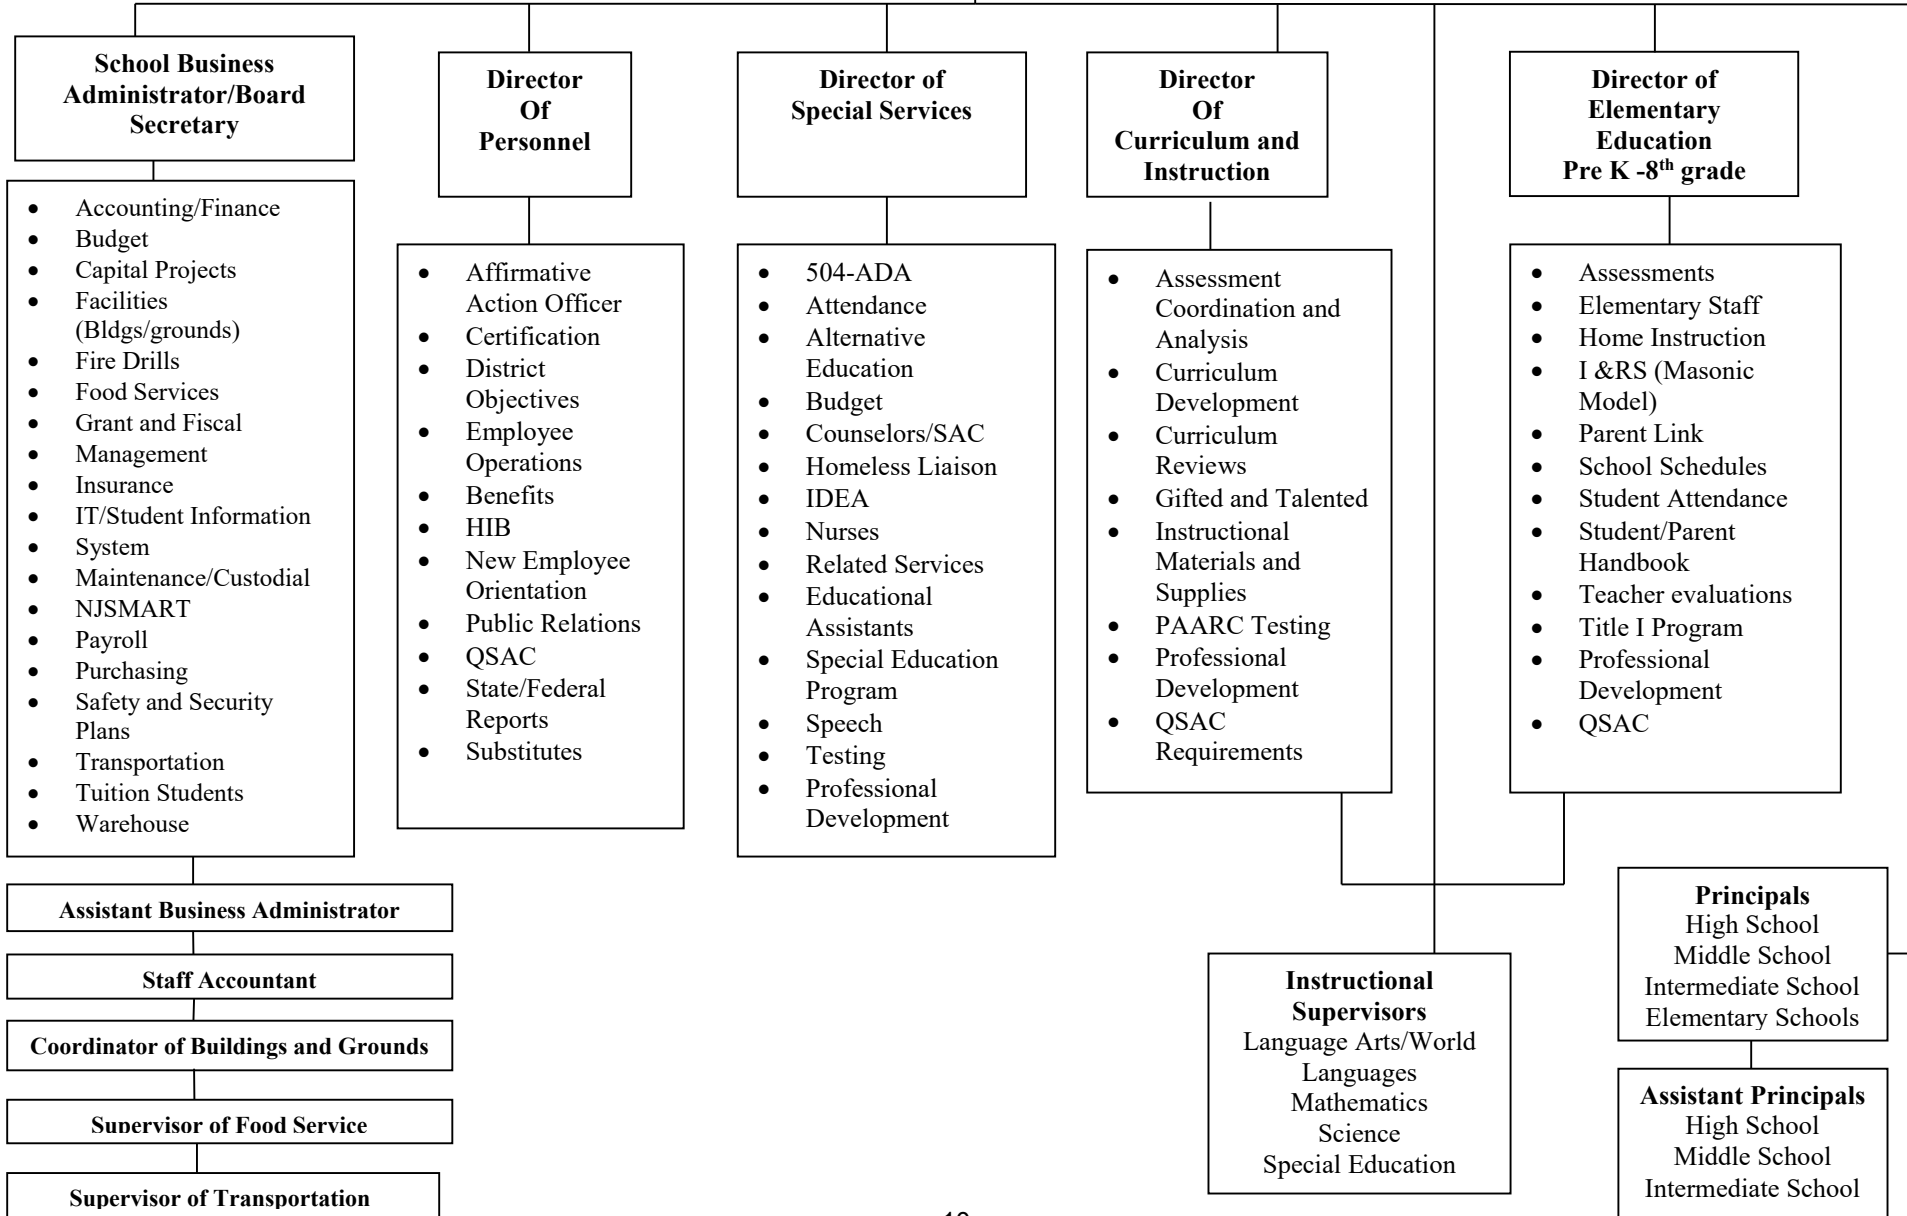 School Business
Administrator/Board
Secretary
• Accounting/Finance
• Budget
• Capital Projects
• Facilities
(Bldgs/grounds)
• Fire Drills
• Food Services
• Grant and Fiscal
• Management
• Insurance
• IT/Student Information
• System
• Maintenance/Custodial
• NJSMART
• Payroll
• Purchasing
• Safety and Security
Plans
• Transportation
• Tuition Students
• Warehouse
Assistant Business Administrator
Staff Accountant
Coordinator of Buildings and Grounds
Supervisor of Food Service
Supervisor of Transportation
Director
Of
Personnel
• Affirmative
Action Officer
• Certification
• District
Objectives
• Employee
Operations
• Benefits
• HIB
• New Employee
Orientation
• Public Relations
• QSAC
• State/Federal
Reports
• Substitutes
Director of
Special Services
• 504-ADA
• Attendance
• Alternative
Education
• Budget
• Counselors/SAC
• Homeless Liaison
• IDEA
• Nurses
• Related Services
• Educational
Assistants
• Special Education
Program
• Speech
• Testing
• Professional
Development
Director
Of
Curriculum and
Instruction
• Assessment
Coordination and
Analysis
• Curriculum
Development
• Curriculum
Reviews
• Gifted and Talented
• Instructional
Materials and
Supplies
• PAARC Testing
• Professional
Development
• QSAC
Requirements
Director of
Elementary
Education
Pre K -8th grade
• Assessments
• Elementary Staff
• Home Instruction
• I &RS (Masonic
Model)
• Parent Link
• School Schedules
• Student Attendance
• Student/Parent
Handbook
• Teacher evaluations
• Title I Program
• Professional
Development
• QSAC
Instructional
Supervisors
Language Arts/World
Languages
Mathematics
Science
Special Education
Principals
High School
Middle School
Intermediate School
Elementary Schools
Assistant Principals
High School
Middle School
Intermediate School